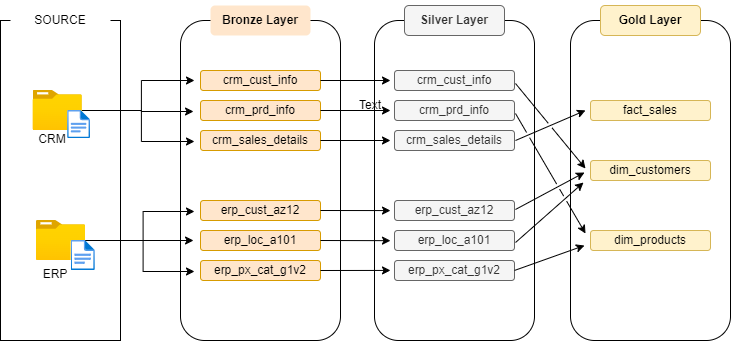 SOURCE
Bronze Layer
Silver Layer
Gold Layer
CRM
ERP
crm_cust_info
crm_prd_info
crm_sales_details
erp_cust_az12
erp_loc_a101
erp_px_cat_g1v2
Text
crm_cust_info
crm_prd_info
crm_sales_details
erp_cust_az12
erp_loc_a101
erp_px_cat_g1v2
fact_sales
dim_customers
dim_products